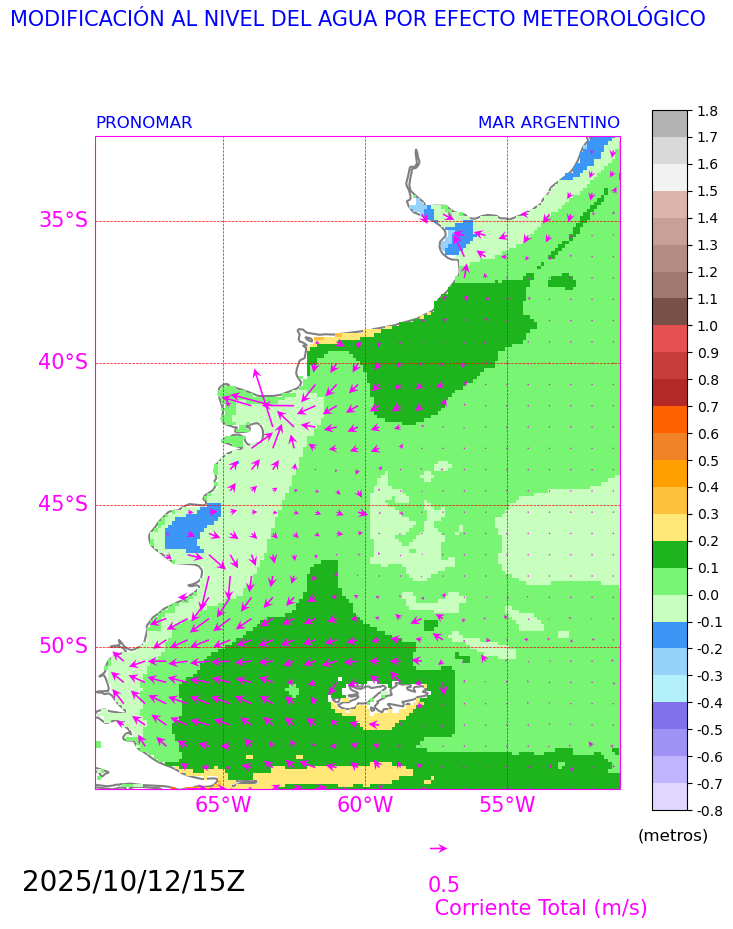 MODIFICACIÓN AL NIVEL DEL AGUA POR EFECTO METEOROLÓGICO
PRONOMAR MAR ARGENTINO
1.8
1.7
1.6
1.5
1.4
1.3
1.2
1.1
1.0
0.9
0.8
0.7
0.6
0.5
0.4
0.3
0.2
0.1
0.0
-0.1
-0.2
-0.3
-0.4
-0.5
-0.6
-0.7
-0.8
(metros)
35°S
40°S
45°S
50°S
65°W 60°W 55°W
2025/10/12/15Z
0.5
Corriente Total (m/s)